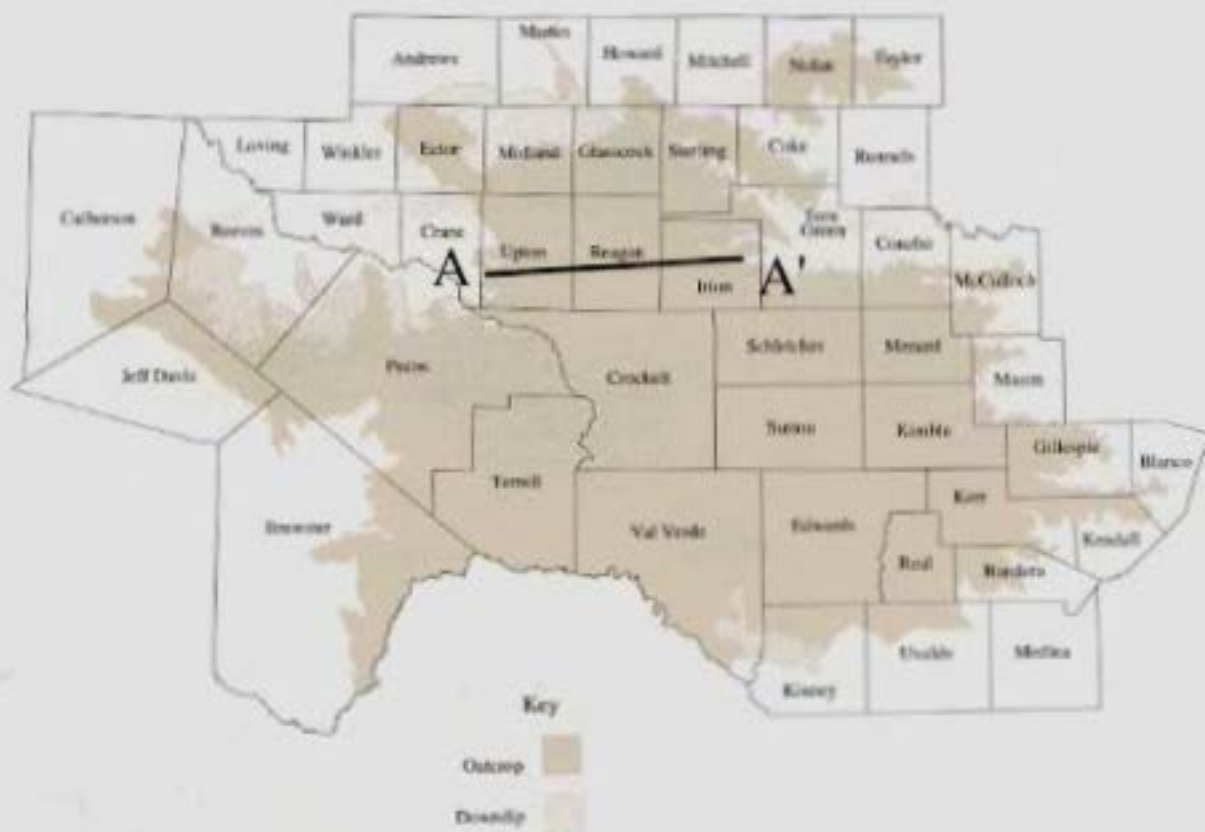 Martin
Howard
Andrews
Mitchell
Nolan
Taylor
Loving
Winkler
Ector
Midland
Glasscock
Sterling
Coke
Runnels
Culberson
Reeves
Ward
Crane
Upton
Reagan
Irion
Tom Green
Concho
McCulloch
A
A'
Jeff Davis
Pecos
Crockett
Schleicher
Menard
Mason
Sutton
Kimble
Gillespie
Blanco
Terrell
Brewster
Val Verde
Edwards
Kerr
Kendall
Real
Bandera
Uvalde
Medina
Kinney
Key
Outcrop
Downdip